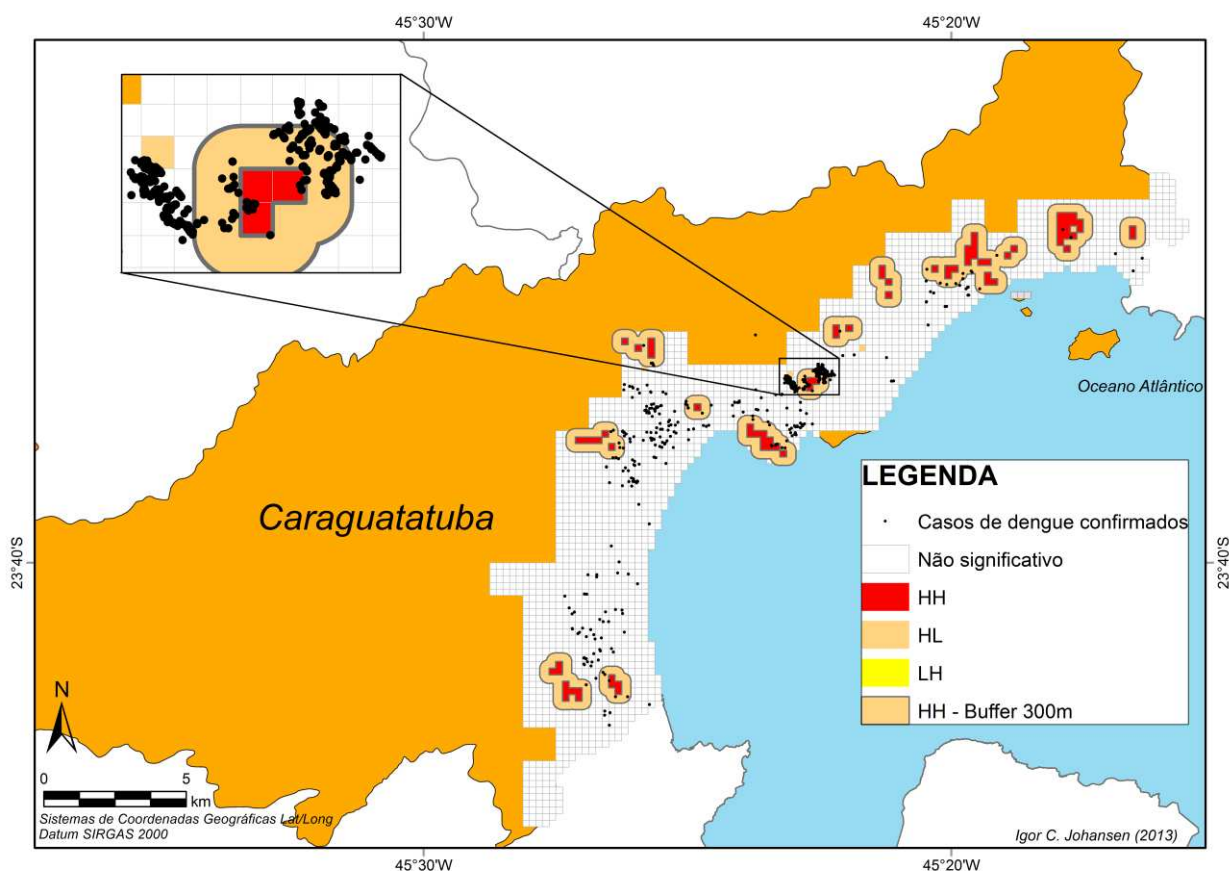 45°30'W
45°20'W
Oceano Atlântico
Caraguatatuba
LEGENDA
Casos de dengue confirmados
Não significativo
HH
HL
LH
HH - Buffer 300m
23°40'S
23°40'S
N
0
5
km
Sistemas de Coordenadas Geográficas Lat/Long
Datum SIRGAS 2000
Igor C. Johansen (2013)
45°30'W
45°20'W